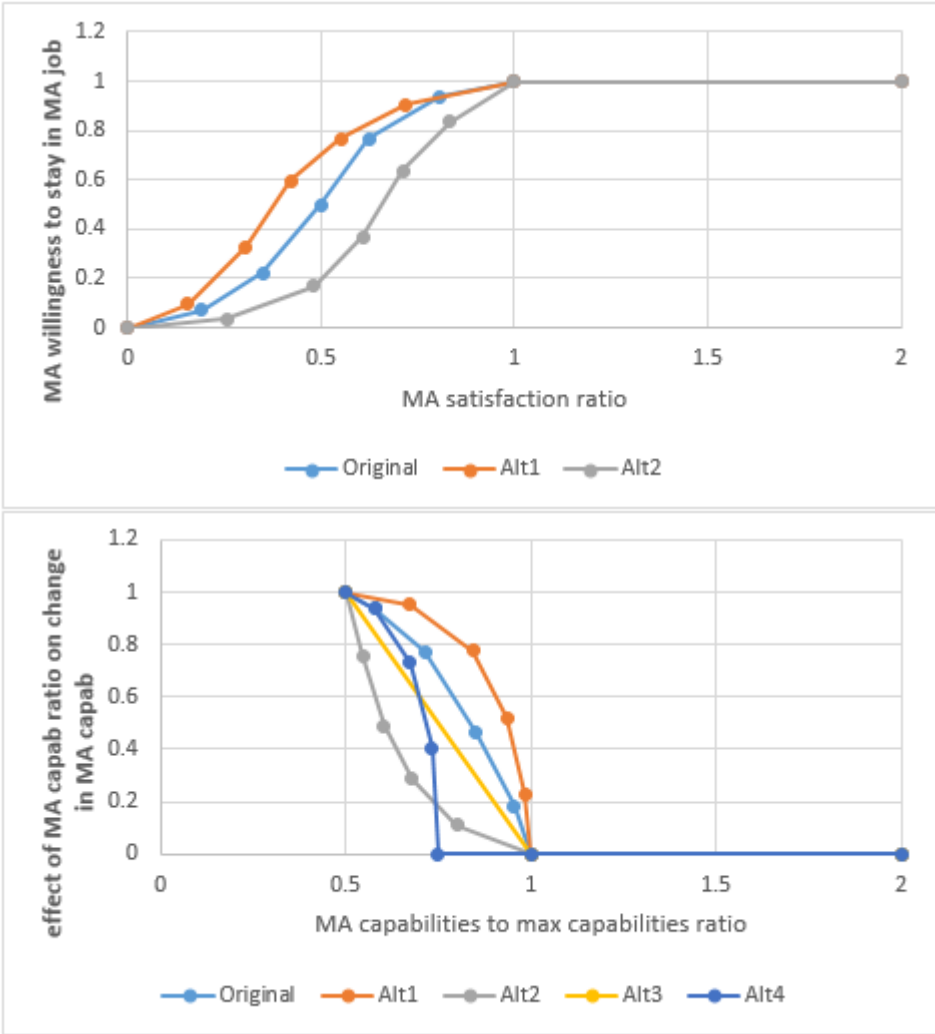 MA willingness to stay in MA job
1.2
1
0.8
0.6
0.4
0.2
0
0 0.5 1 1.5 2
MA satisfaction ratio
Original Alt1 Alt2
effect of MA capab ratio on change
in MA capab
1.2
1
0.8
0.6
0.4
0.2
0
0 0.5 1 1.5 2
MA capabilities to max capabilities ratio
Original Alt1 Alt2 Alt3 Alt4